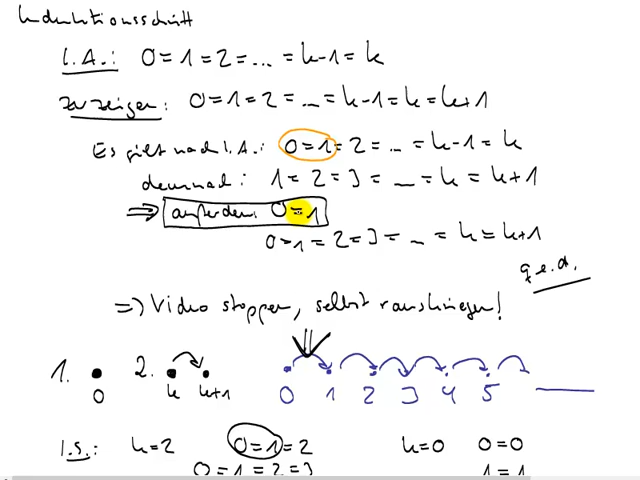 Induktionsschritt
I.A.: 0=1=2=...=k-1=k
zu zeigen: 0=1=2=...=k-1=k=k+1
Es gilt nach I.A.: 0=1=2=...=k-1=k
demnach: 1=2=3=...=k=k+1
⇒ außerdem 0=1
0=1=2=3=...=k=k+1
q.e.d.
=> Video stoppen, selbst rauskriegen!
1. 2.
0 k k+1 0 1 2 3 4 5
I.S.: k=2 0=1=2 k=0 0=0
0=1=2=3 1=1